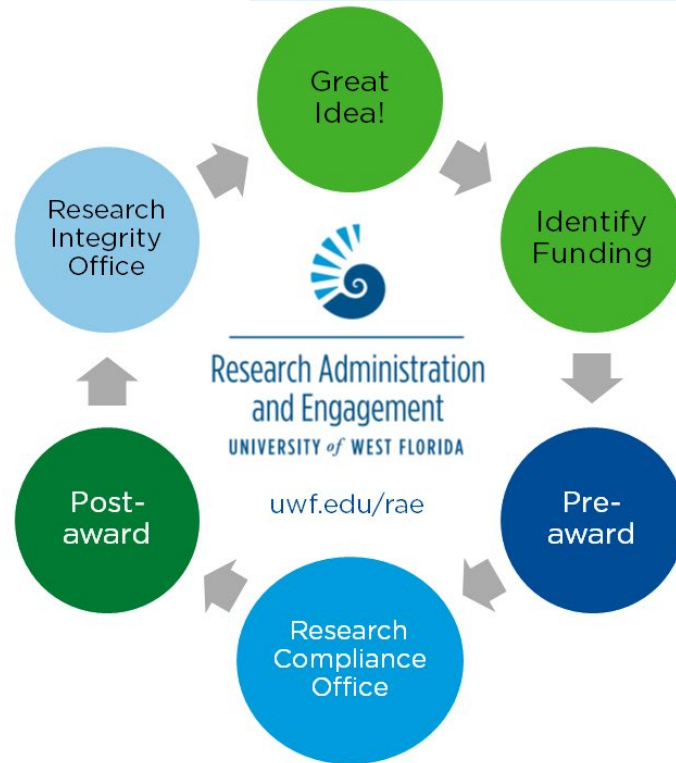 Great
Idea!
Identify
Funding
Pre-
award
Research
Compliance
Office
Post-
award
Research
Integrity
Office
Research Administration
and Engagement
UNIVERSITY of WEST FLORIDA
uwf.edu/rae